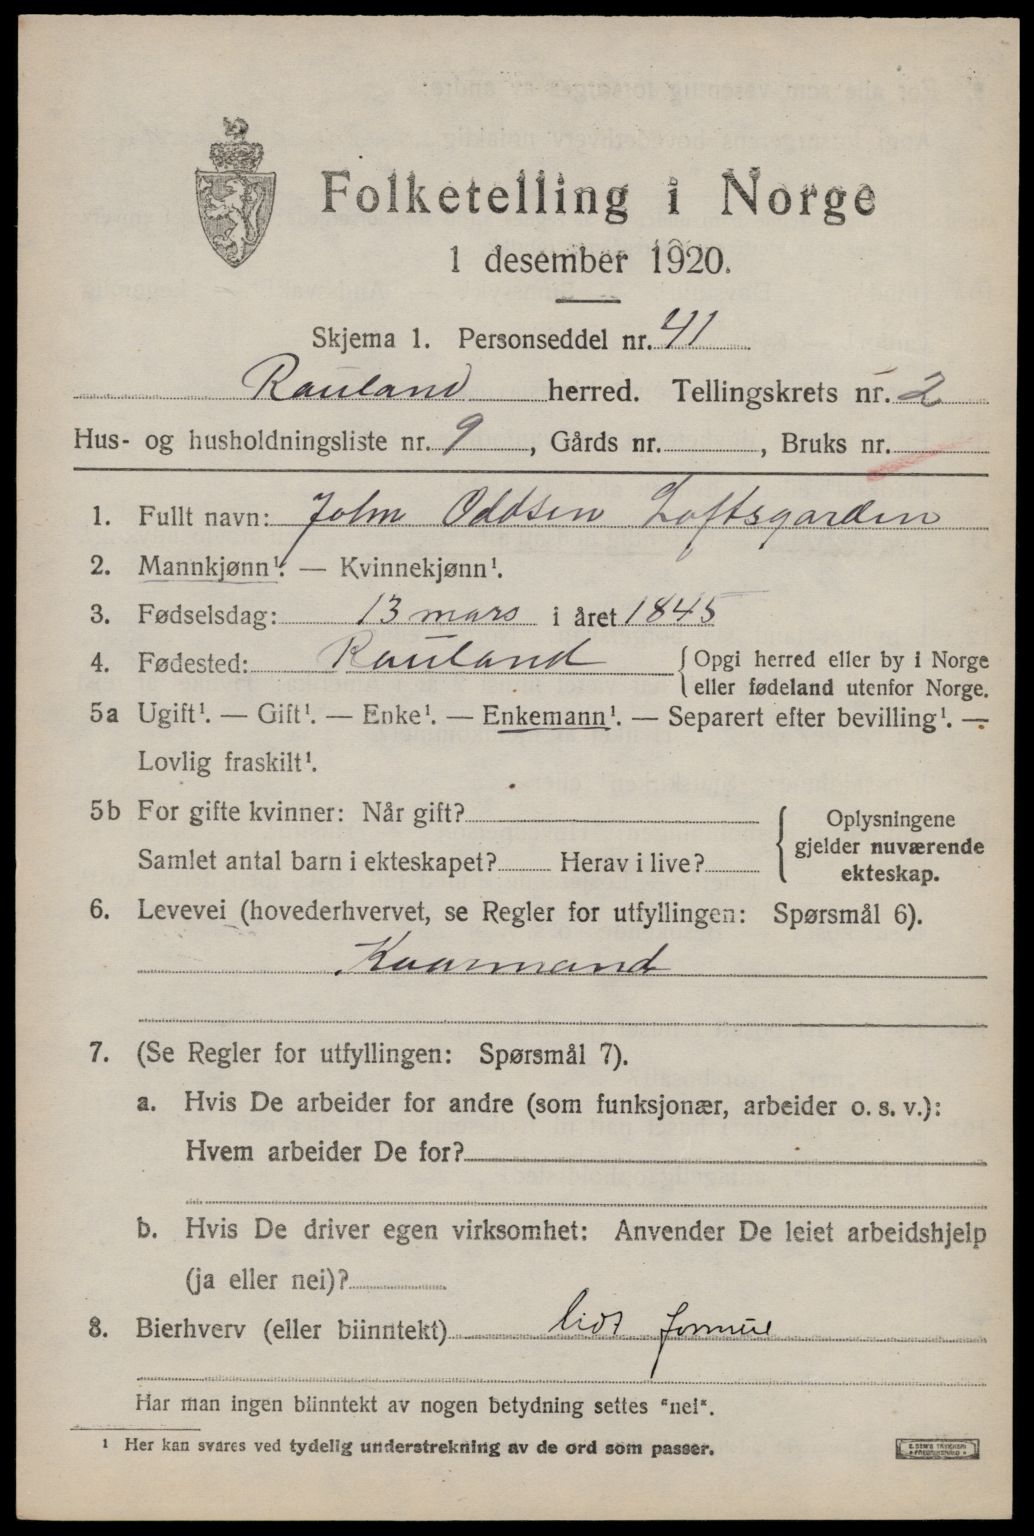 Folketelling i Norge
1 desember 1920.
Skjema 1. Personseddel nr. 41
Rauland herred. Tellingskrets nr. 2
Hus- og husholdningsliste nr. 9, Gårds nr. , Bruks nr.
1. Fullt navn: John Oddsen Loftsgarden
2. Mannkjønn¹. — Kvinnekjønn¹.
3. Fødselsdag: 13 mars i året 1845
4. Fødested: Rauland { Opgi herred eller by i Norge
eller fødeland utenfor Norge.
5a Ugift¹. — Gift¹. — Enke¹. — Enkemann¹. — Separert efter bevilling¹. —
Lovlig fraskilt¹.
5b For gifte kvinner: Når gift?
Samlet antal barn i ekteskapet? Herav i live?
Oplysningene
gjelder nuværende
ekteskap.
6. Levevei (hovederhvervet, se Regler for utfyllingen: Spørsmål 6).
Kaarmand
7. (Se Regler for utfyllingen: Spørsmål 7).
a. Hvis De arbeider for andre (som funksjonær, arbeider o. s. v.):
Hvem arbeider De for?
b. Hvis De driver egen virksomhet: Anvender De leiet arbeidshjelp
(ja eller nei)?
8. Bierhverv (eller biinntekt) lidt formue
Har man ingen biinntekt av nogen betydning settes "nei".
¹ Her kan svares ved tydelig understrekning av de ord som passer.